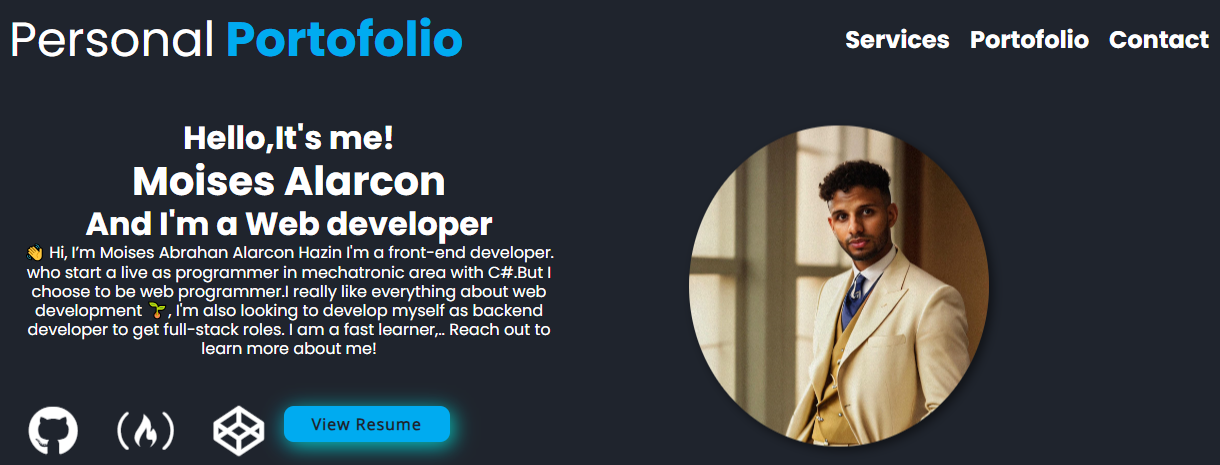 Personal Portofolio
Services Portofolio Contact
Hello,It's me!
Moises Alarcon
And I'm a Web developer
👋 Hi, I’m Moises Abrahan Alarcon Hazin I'm a front-end developer.
who start a live as programmer in mechatronic area with C#.But I
choose to be web programmer.I really like everything about web
development 🌱, I'm also looking to develop myself as backend
developer to get full-stack roles. I am a fast learner,.. Reach out to
learn more about me!
View Resume